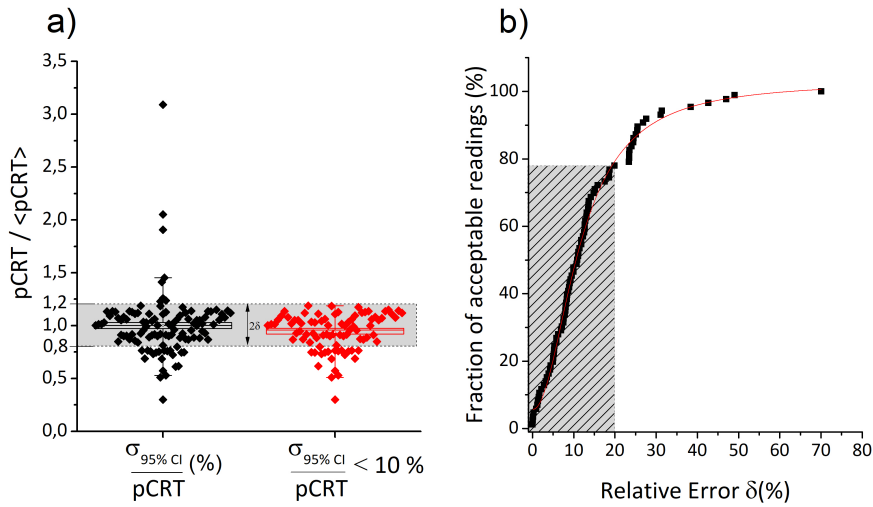 a)
pCRT / <pCRT>
3,5
3,0
2,5
2,0
1,5
1,2
1,0
0,8
0,5
0,0
2δ
σ95% CI
pCRT
(%)
σ95% CI
pCRT
< 10 %
b)
Fraction of acceptable readings (%)
100
80
60
40
20
0
0 10 20 30 40 50 60 70 80
Relative Error δ(%)